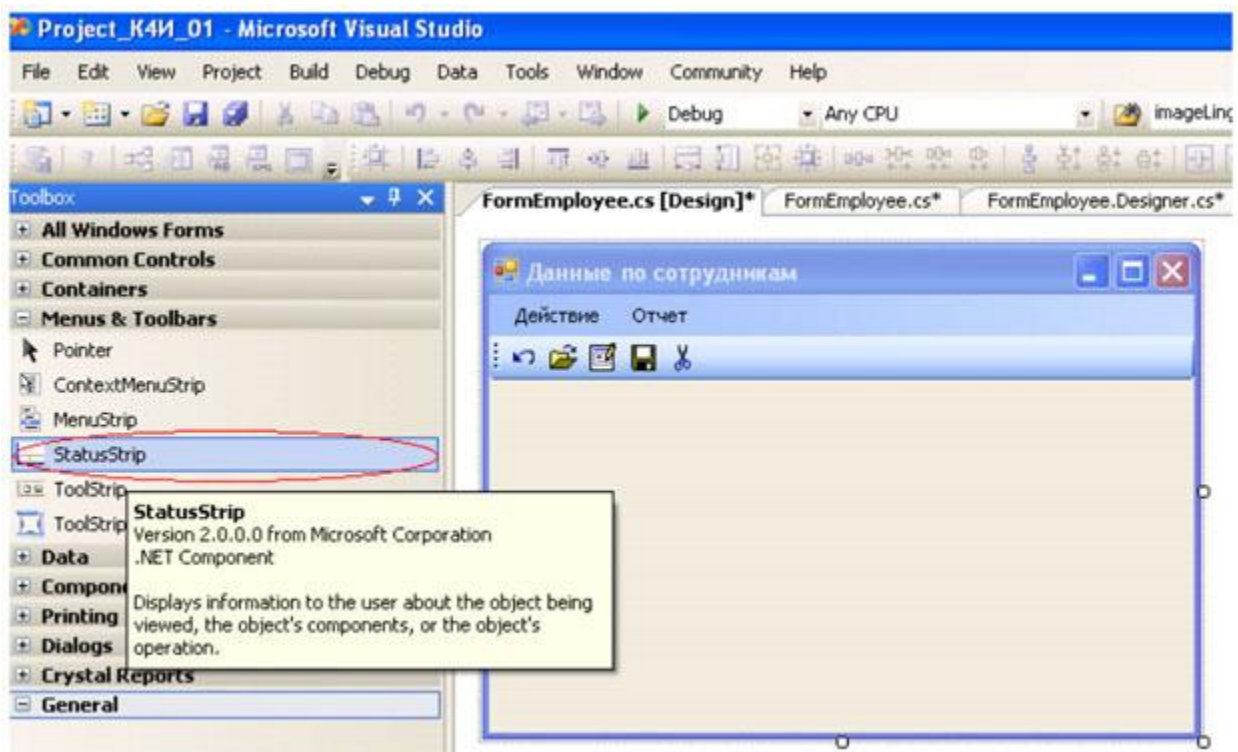 Project_К4И_01 - Microsoft Visual Studio
File Edit View Project Build Debug Data Tools Window Community Help
Debug Any CPU imageLing
Toolbox
FormEmployee.cs [Design]* FormEmployee.cs* FormEmployee.Designer.cs*
All Windows Forms
Common Controls
Containers
Menus & Toolbars
Pointer
ContextMenuStrip
MenuStrip
StatusStrip
ToolStrip
ToolStrip
Data
Compone
Printing
Dialogs
Crystal Reports
General
StatusStrip
Version 2.0.0.0 from Microsoft Corporation
.NET Component
Displays information to the user about the object being
viewed, the object's components, or the object's
operation.
Данные по сотрудникам
Действие Отчет